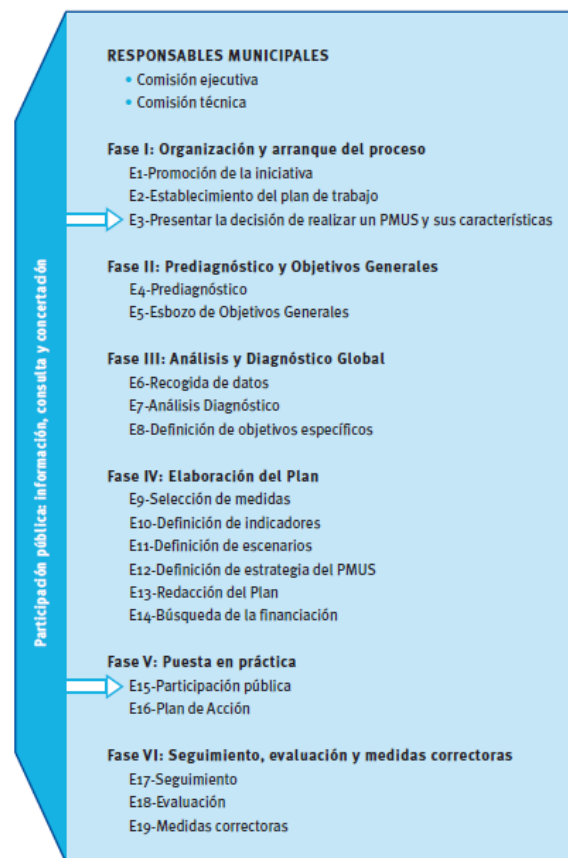 RESPONSABLES MUNICIPALES
• Comisión ejecutiva
• Comisión técnica
Fase I: Organización y arranque del proceso
E1-Promoción de la iniciativa
E2-Establecimiento del plan de trabajo
E3-Presentar la decisión de realizar un PMUS y sus características
Fase II: Prediagnóstico y Objetivos Generales
E4-Prediagnóstico
E5-Esbozo de Objetivos Generales
Fase III: Análisis y Diagnóstico Global
E6-Recogida de datos
E7-Análisis Diagnóstico
E8-Definición de objetivos específicos
Fase IV: Elaboración del Plan
E9-Selección de medidas
E10-Definición de indicadores
E11-Definición de escenarios
E12-Definición de estrategia del PMUS
E13-Redacción del Plan
E14-Búsqueda de la financiación
Fase V: Puesta en práctica
E15-Participación pública
E16-Plan de Acción
Fase VI: Seguimiento, evaluación y medidas correctoras
E17-Seguimiento
E18-Evaluación
E19-Medidas correctoras
Participación pública: información, consulta y concertación